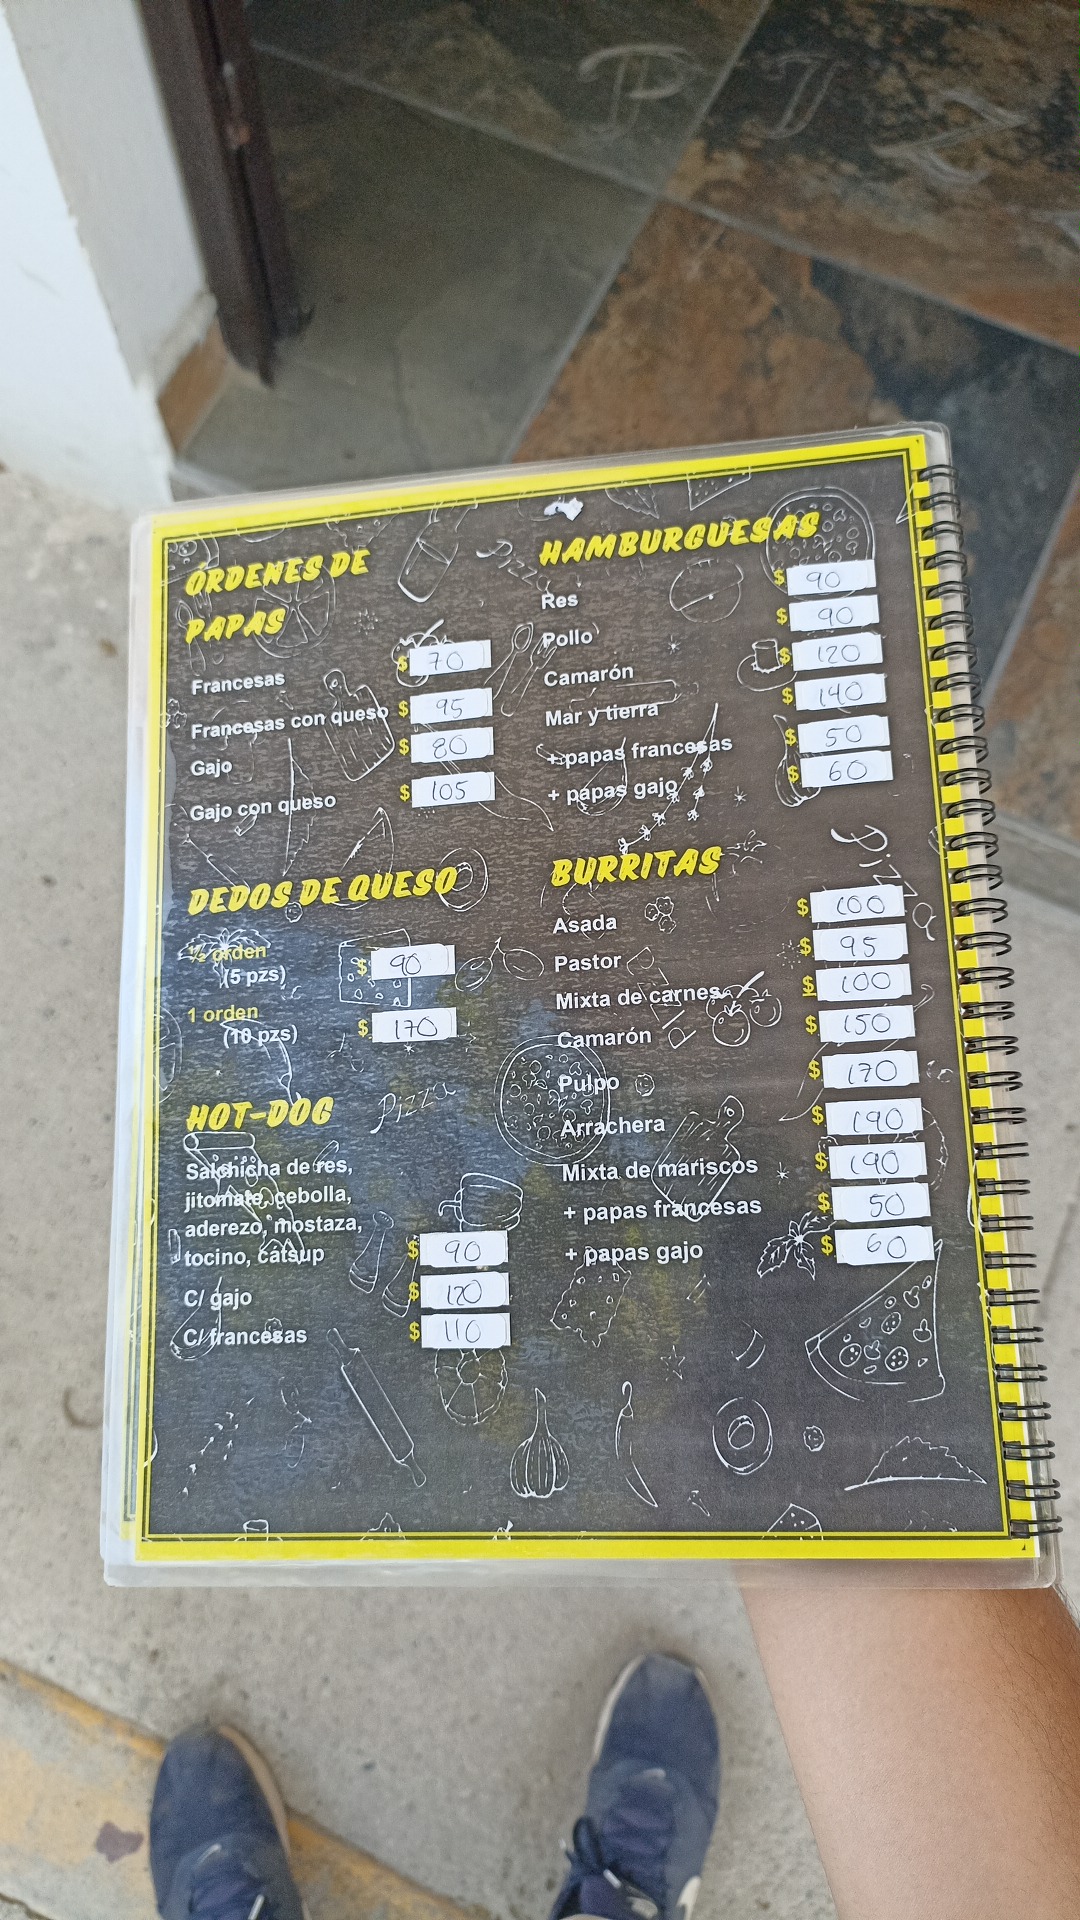 P I Z
ÓRDENES DE
PAPAS
Francesas $ 70
Francesas con queso $ 95
Gajo $ 80
Gajo con queso $ 105
DEDOS DE QUESO
½ orden
(5 pzs) $ 90
1 orden
(10 pzs) $ 170
HOT-DOG
Salchicha de res,
jitomate, cebolla,
aderezo, mostaza,
tocino, cátsup $ 90
C/ gajo $ 120
C/ francesas $ 110
Pizza
HAMBURGUESAS
Pizza
Res $ 90
Pollo $ 90
Camarón $ 120
Mar y tierra $ 140
+ papas francesas $ 50
+ papas gajo $ 60
BURRITAS
Pizza
Asada $ 100
Pastor $ 95
Mixta de carnes $ 100
Camarón $ 150
Pulpo $ 170
Arrachera $ 190
Mixta de mariscos $ 190
+ papas francesas $ 50
+ papas gajo $ 60